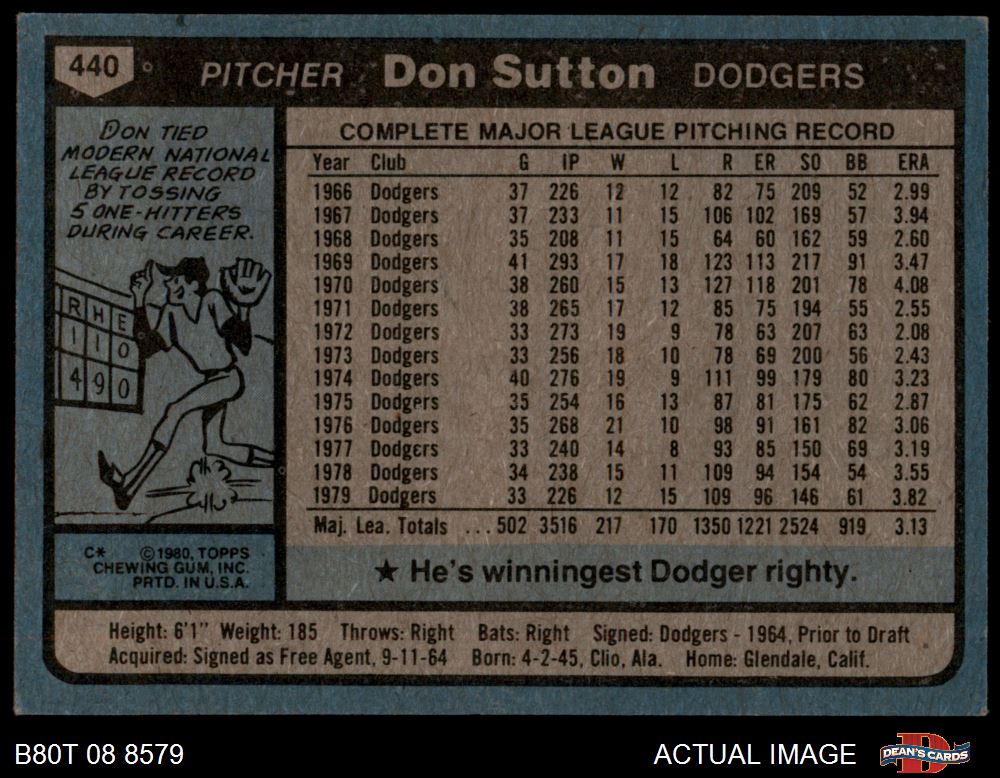 440 PITCHER Don Sutton DODGERS
DON TIED
MODERN NATIONAL
LEAGUE RECORD
BY TOSSING
5 ONE-HITTERS
DURING CAREER.
R H E
1 1 0
4 9 0
C* ©1980, TOPPS
CHEWING GUM, INC.
PRTD. IN U.S.A.
COMPLETE MAJOR LEAGUE PITCHING RECORD
Year Club G IP W L R ER SO BB ERA
1966 Dodgers 37 226 12 12 82 75 209 52 2.99
1967 Dodgers 37 233 11 15 106 102 169 57 3.94
1968 Dodgers 35 208 11 15 64 60 162 59 2.60
1969 Dodgers 41 293 17 18 123 113 217 91 3.47
1970 Dodgers 38 260 15 13 127 118 201 78 4.08
1971 Dodgers 38 265 17 12 85 75 194 55 2.55
1972 Dodgers 33 273 19 9 78 63 207 63 2.08
1973 Dodgers 33 256 18 10 78 69 200 56 2.43
1974 Dodgers 40 276 19 9 111 99 179 80 3.23
1975 Dodgers 35 254 16 13 87 81 175 62 2.87
1976 Dodgers 35 268 21 10 98 91 161 82 3.06
1977 Dodgers 33 240 14 8 93 85 150 69 3.19
1978 Dodgers 34 238 15 11 109 94 154 54 3.55
1979 Dodgers 33 226 12 15 109 96 146 61 3.82
Maj. Lea. Totals ...502 3516 217 170 1350 1221 2524 919 3.13
★ He's winningest Dodger righty.
Height: 6'1" Weight: 185 Throws: Right Bats: Right Signed: Dodgers - 1964, Prior to Draft
Acquired: Signed as Free Agent, 9-11-64 Born: 4-2-45, Clio, Ala. Home: Glendale, Calif.
B80T 08 8579 ACTUAL IMAGE DEAN'S CARDS